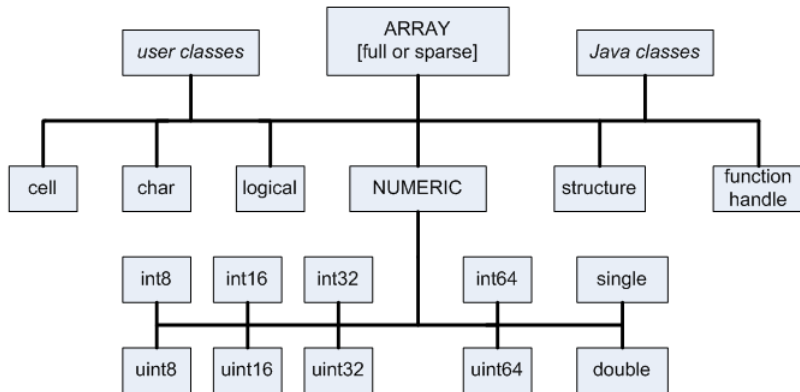 ARRAY
[full or sparse]
user classes
Java classes
cell
char
logical
NUMERIC
structure
function
handle
int8
int16
int32
int64
single
uint8
uint16
uint32
uint64
double